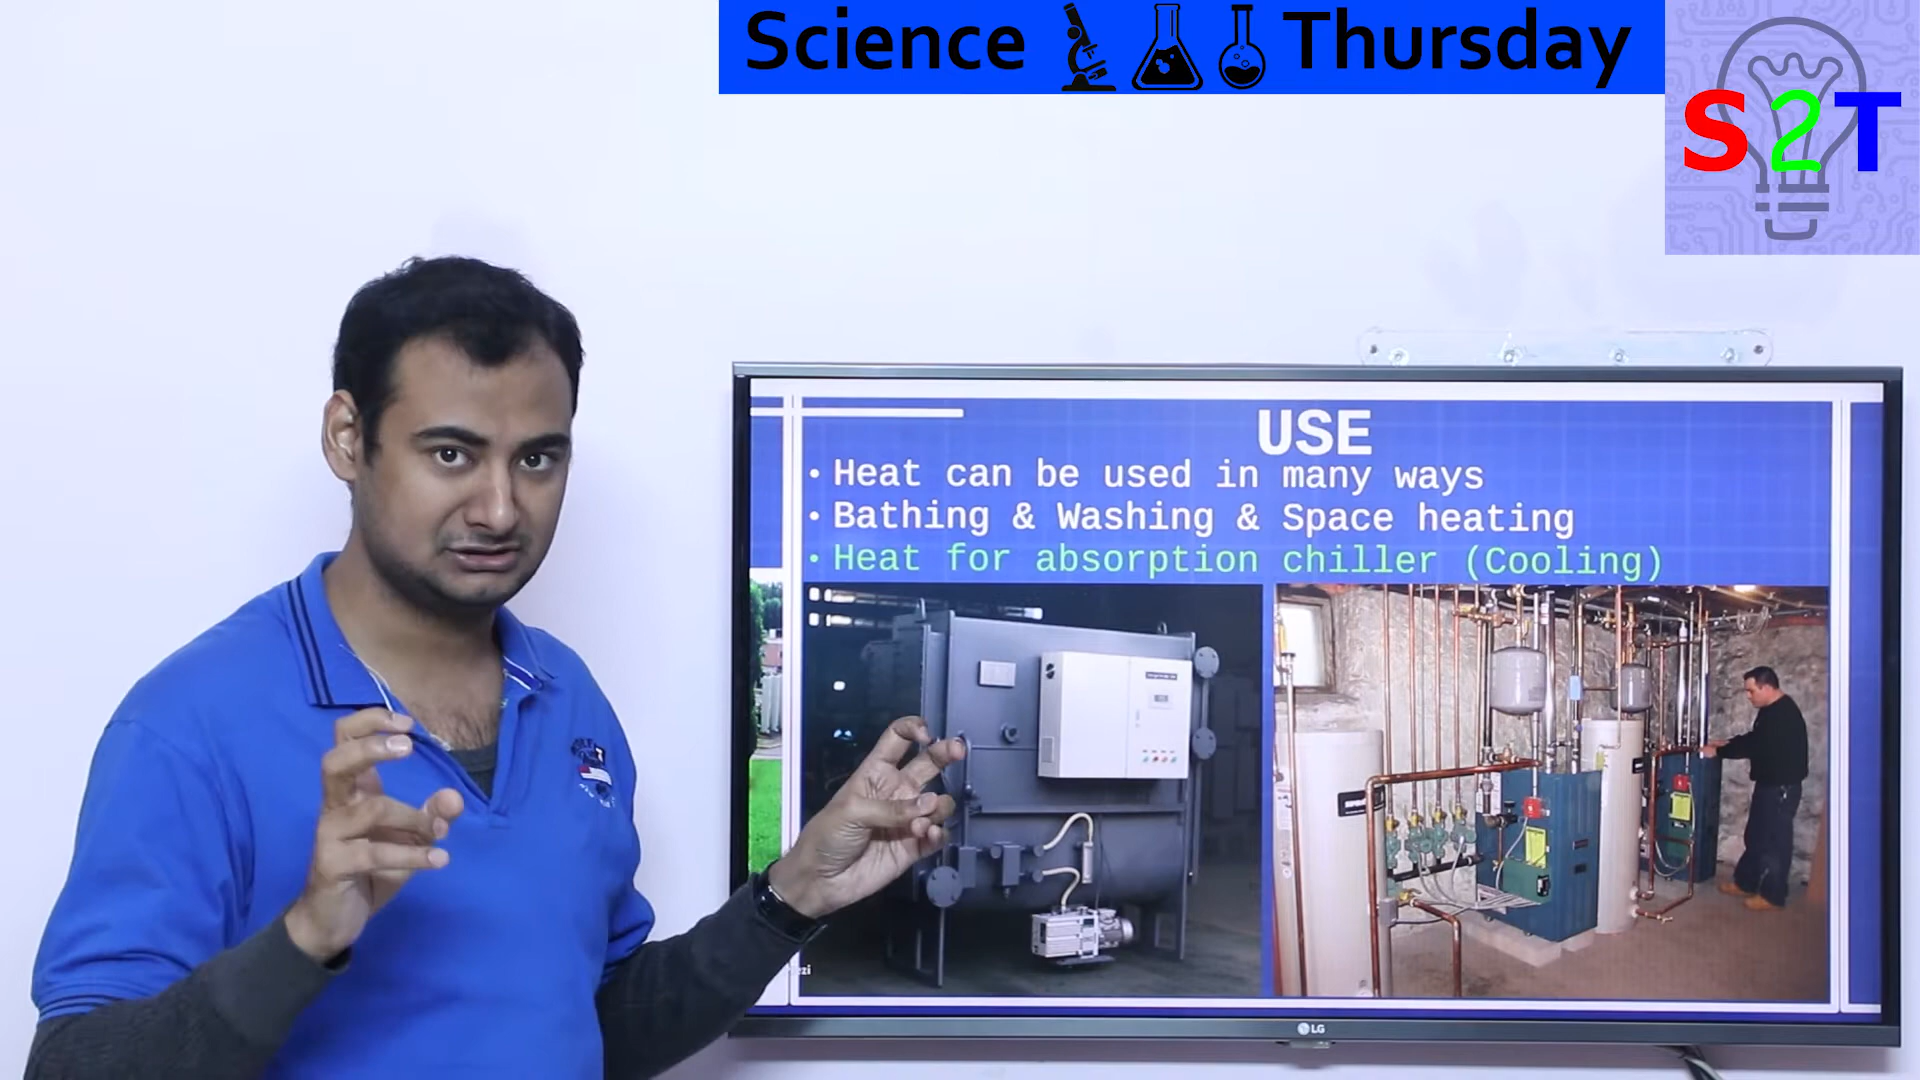 Science Thursday
S2T
USE
• Heat can be used in many ways
• Bathing & Washing & Space heating
• Heat for absorption chiller (Cooling)
LG